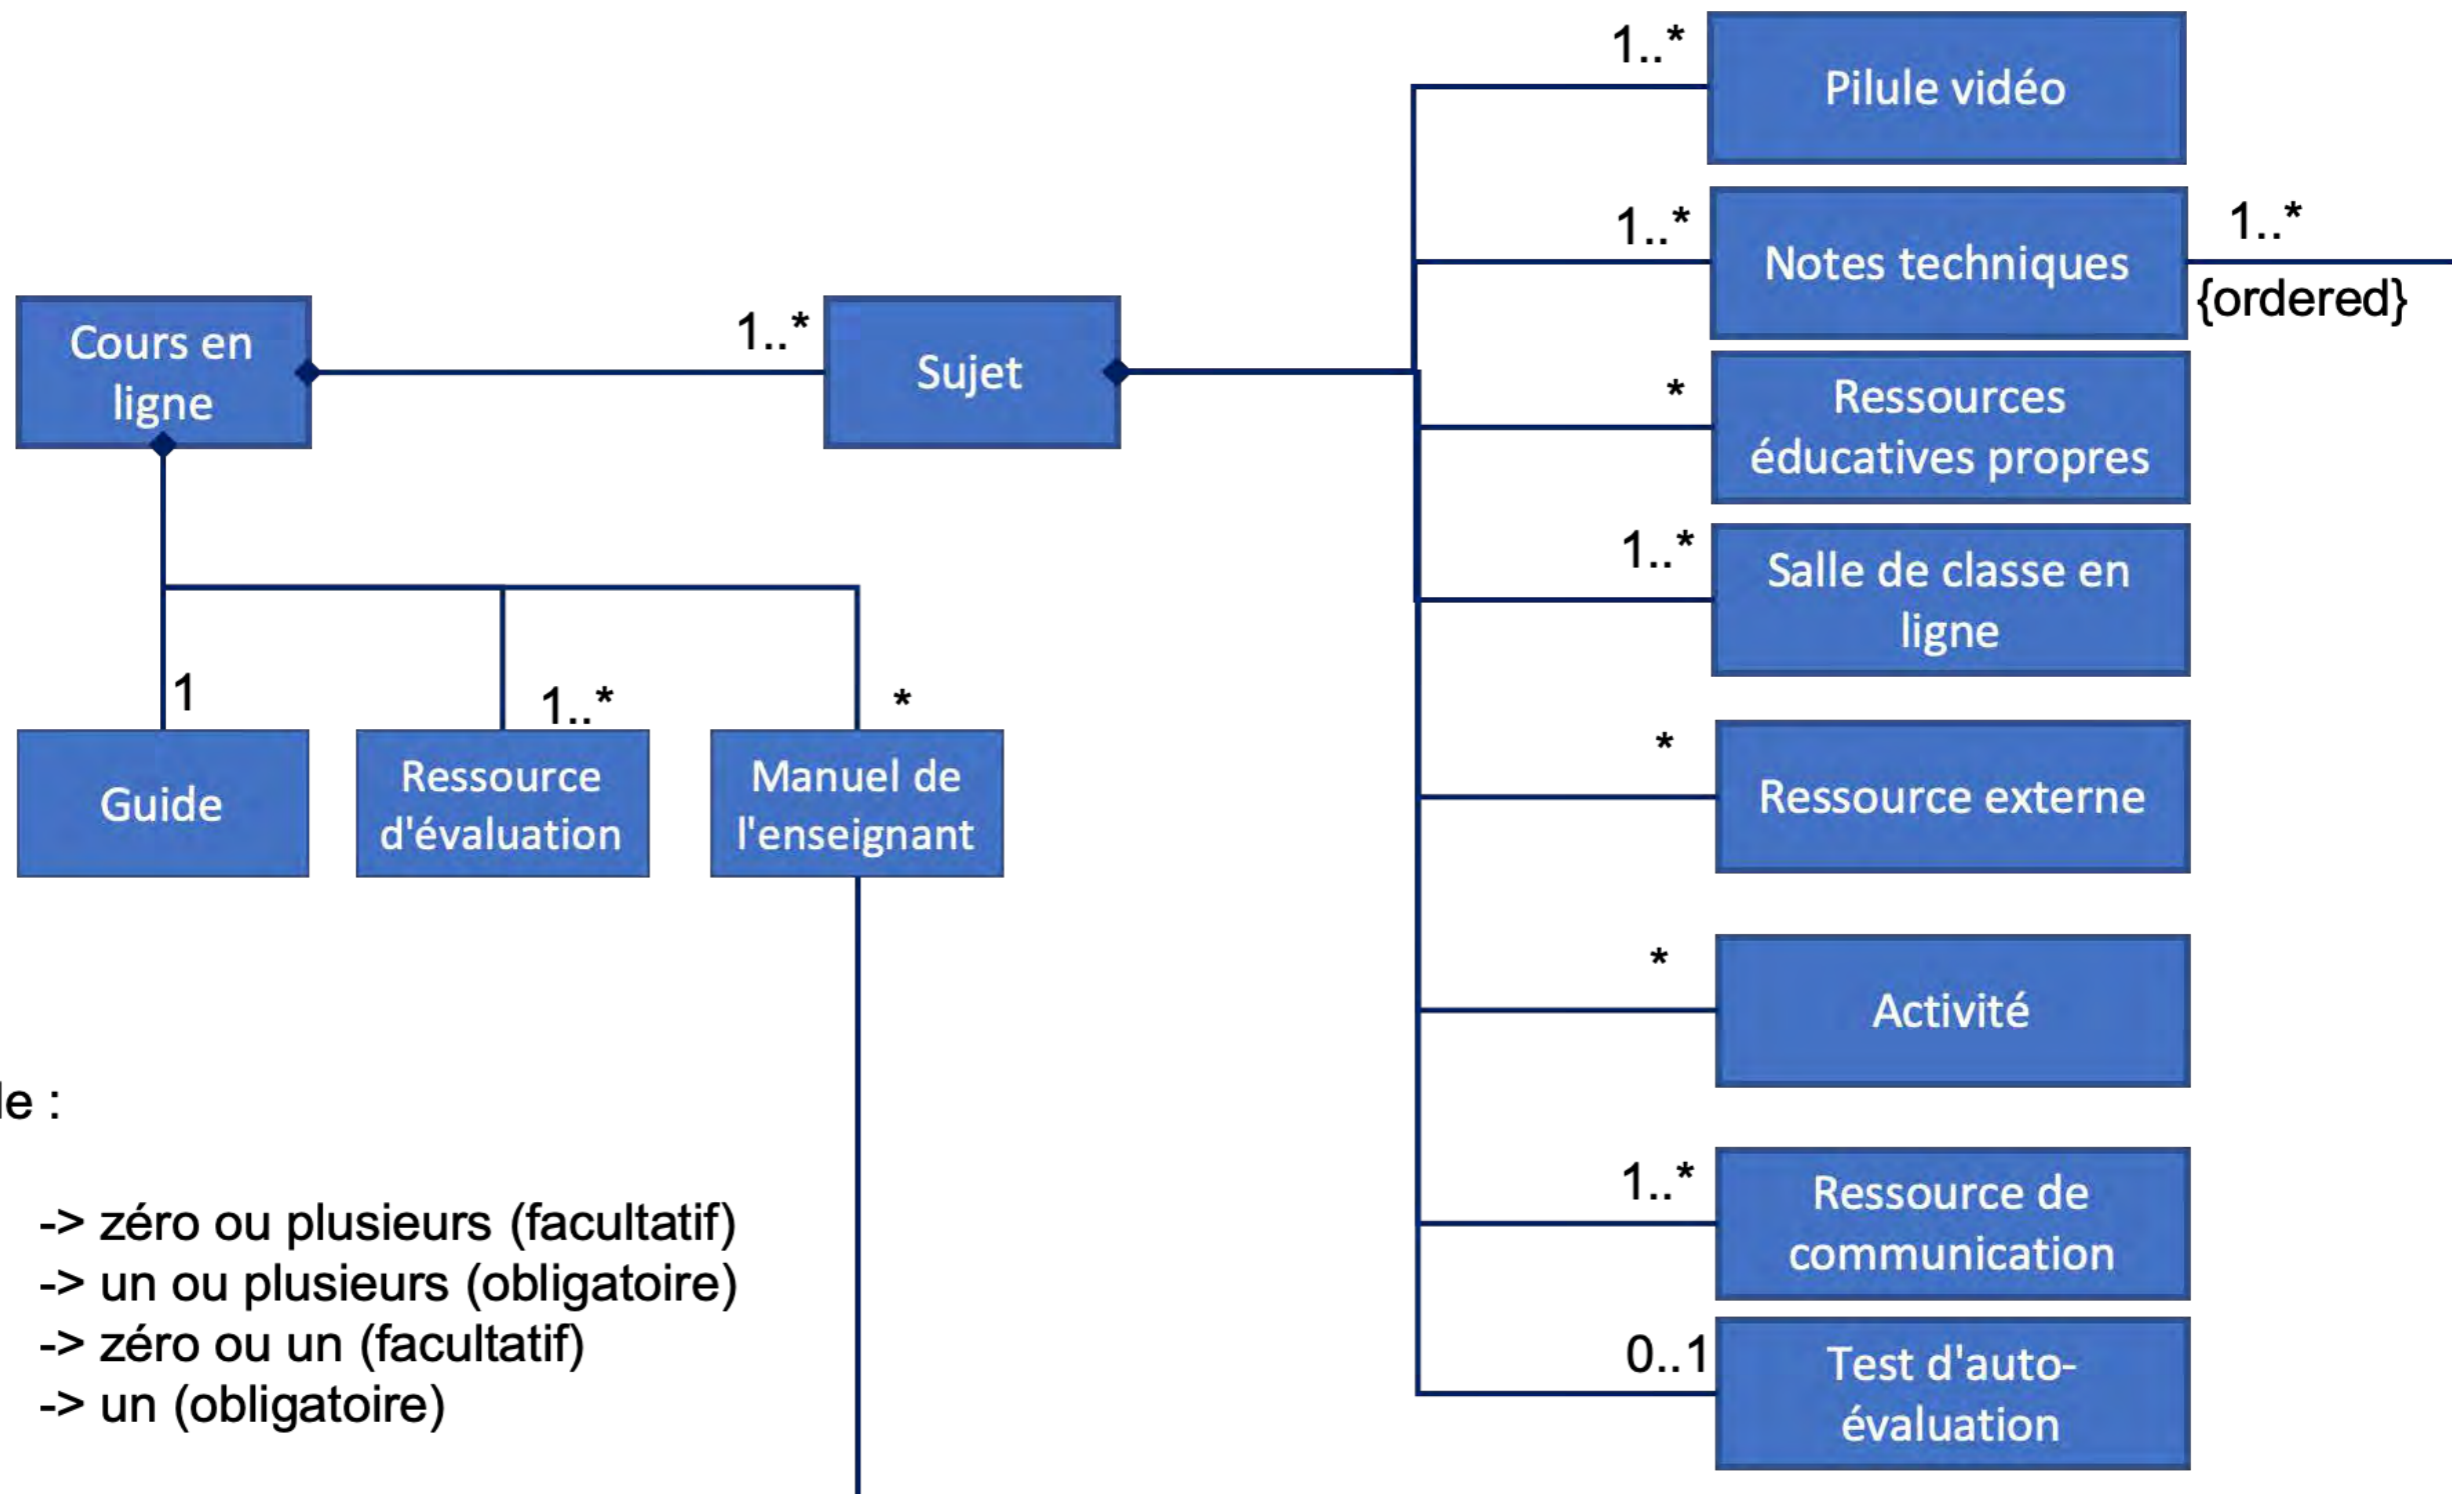 1..*
Pilule vidéo
1..*
Notes techniques
1..*
{ordered}
Cours en
ligne
1..*
Sujet
*
Ressources
éducatives propres
1..*
Salle de classe en
ligne
1
1..*
*
Guide
Ressource
d'évaluation
Manuel de
l'enseignant
*
Ressource externe
*
Activité
1..*
Ressource de
communication
0..1
Test d'auto-
évaluation
le :
-> zéro ou plusieurs (facultatif)
-> un ou plusieurs (obligatoire)
-> zéro ou un (facultatif)
-> un (obligatoire)